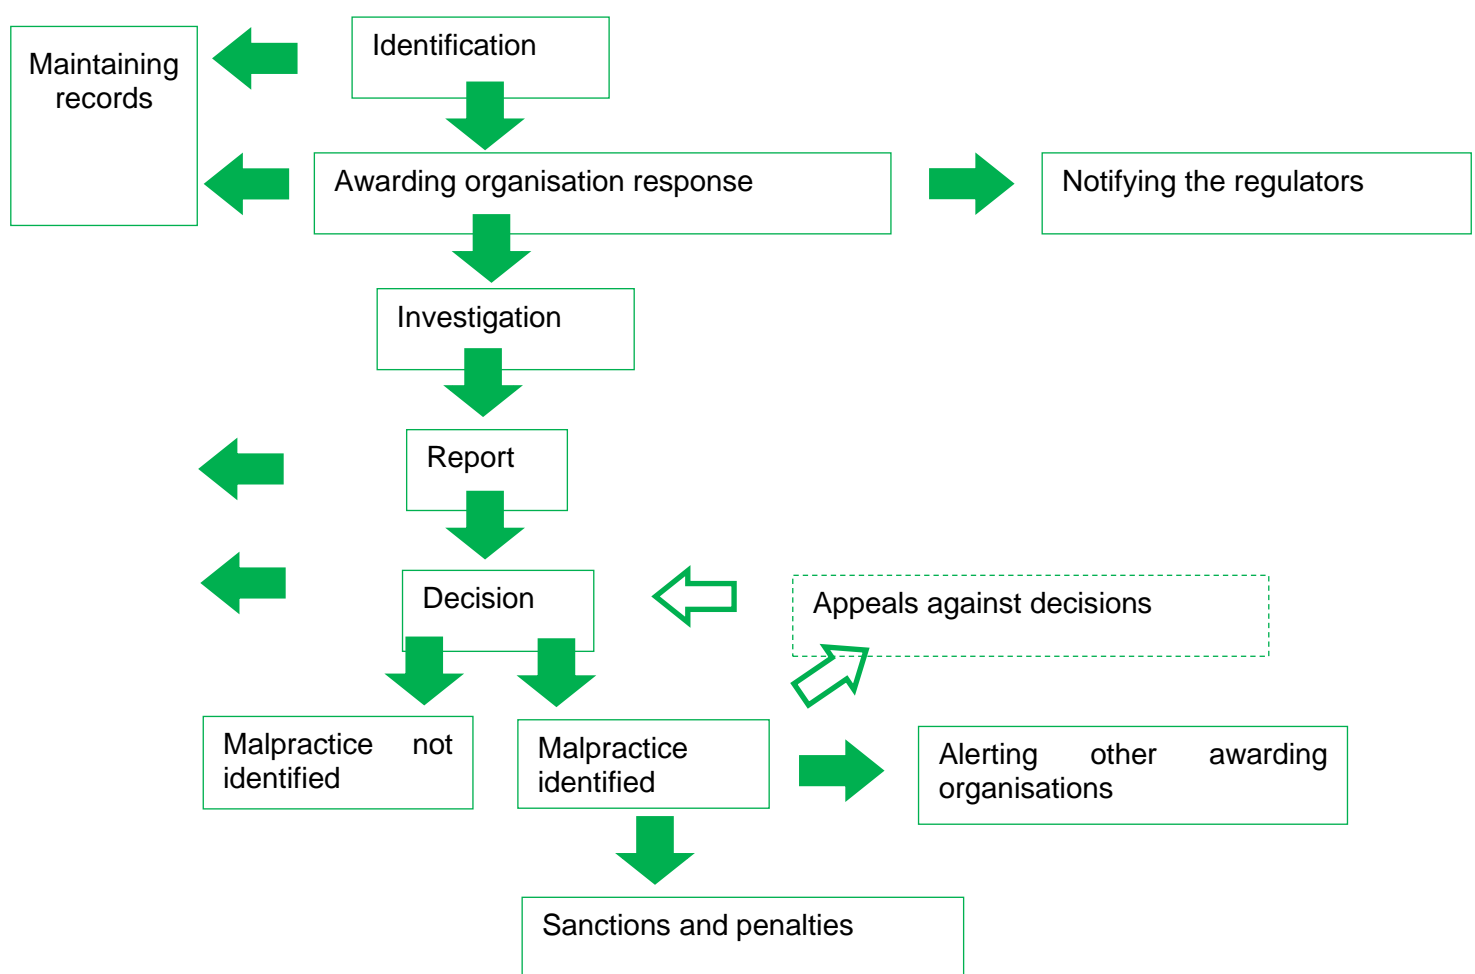 Identification
Maintaining
records
Awarding organisation response
Notifying the regulators
Investigation
Report
Decision
Appeals against decisions
Malpractice not
identified
Malpractice
identified
Alerting other awarding
organisations
Sanctions and penalties